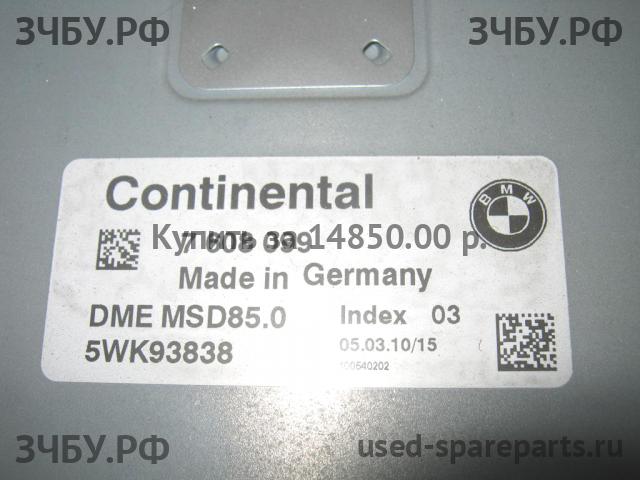 ЗЧБУ.РФ
ЗЧБУ.РФ
Continental
BMW
Купить за 14850.00 р.
Made in Germany
DME MSD85.0
Index 03
5WK93838
05.03.10/15
100640202
ЗЧБУ.РФ
used-spareparts.ru